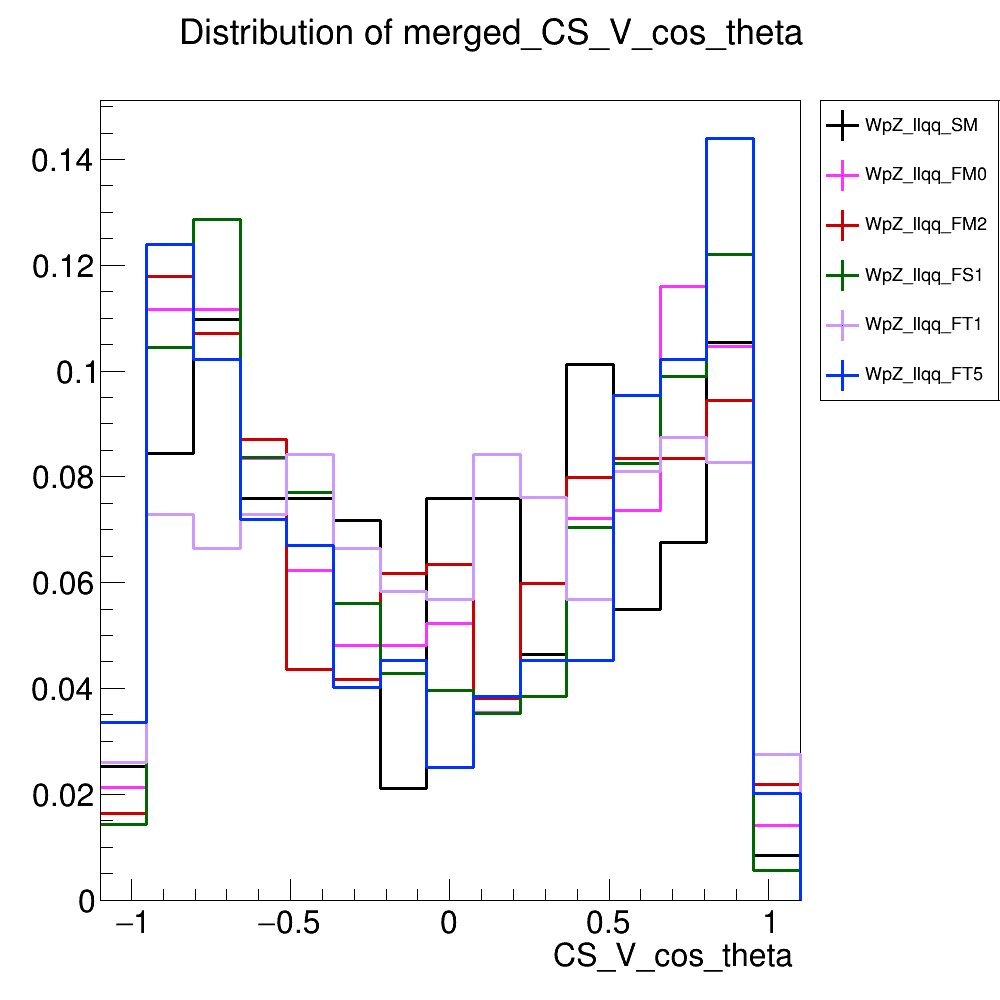 Distribution of merged_CS_V_cos_theta
WpZ_llqq_SM
WpZ_llqq_FM0
WpZ_llqq_FM2
WpZ_llqq_FS1
WpZ_llqq_FT1
WpZ_llqq_FT5
0.14
0.12
0.1
0.08
0.06
0.04
0.02
0
−1 −0.5 0 0.5 1
CS_V_cos_theta